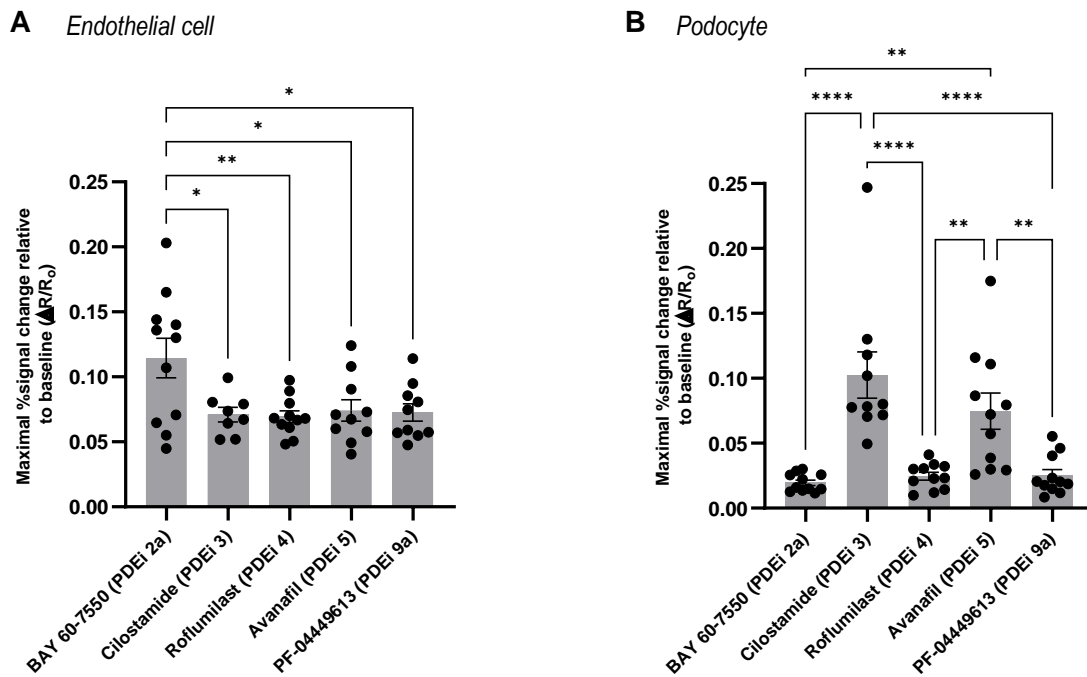 A Endothelial cell
*
*
**
*
0.25
0.20
0.15
0.10
0.05
0.00
Maximal %signal change relative
to baseline (▲R/Ro)
BAY 60-7550 (PDEi 2a)
Cilostamide (PDEi 3)
Roflumilast (PDEi 4)
Avanafil (PDEi 5)
PF-04449613 (PDEi 9a)
B Podocyte
**
**** ****
****
** **
0.25
0.20
0.15
0.10
0.05
0.00
Maximal %signal change relative
to baseline (▲R/Ro)
BAY 60-7550 (PDEi 2a)
Cilostamide (PDEi 3)
Roflumilast (PDEi 4)
Avanafil (PDEi 5)
PF-04449613 (PDEi 9a)